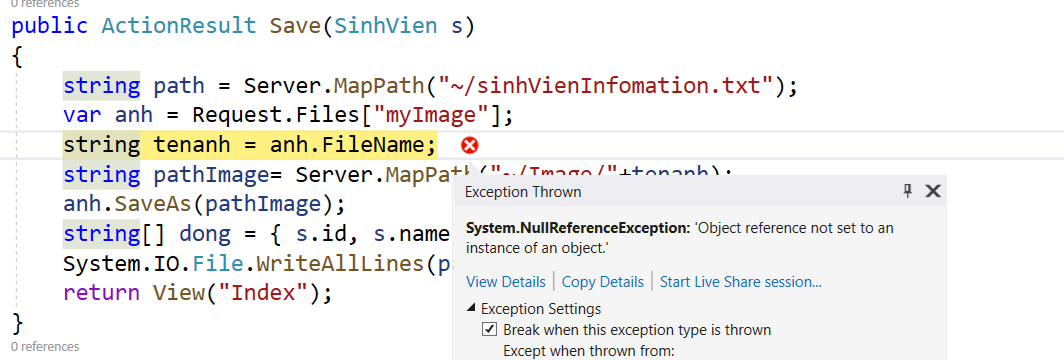 0 references
public ActionResult Save(SinhVien s)
{
string path = Server.MapPath("~/sinhVienInfomation.txt");
var anh = Request.Files["myImage"];
string tenanh = anh.FileName;
string pathImage= Server.MapPath("~/Image/"+tenanh);
anh.SaveAs(pathImage);
string[] dong = { s.id, s.name
System.IO.File.WriteAllLines(p
return View("Index");
}
0 references
Exception Thrown
System.NullReferenceException: 'Object reference not set to an
instance of an object.'
View Details | Copy Details | Start Live Share session...
Exception Settings
Break when this exception type is thrown
Except when thrown from: